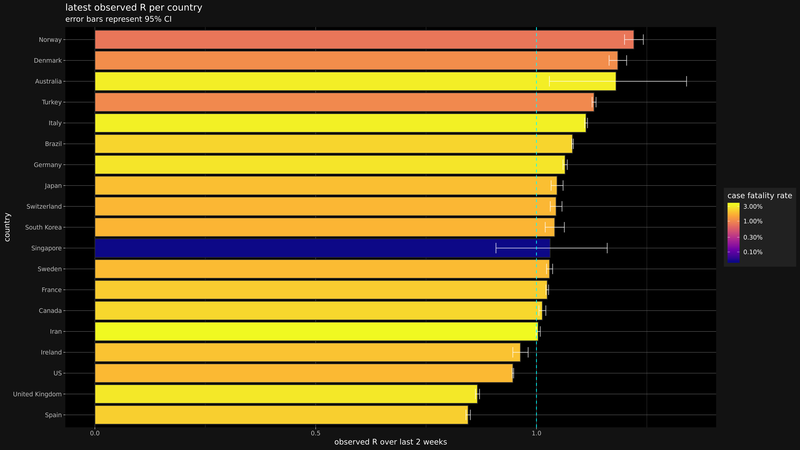 latest observed R per country
error bars represent 95% CI
country
Norway
Denmark
Australia
Turkey
Italy
Brazil
Germany
Japan
Switzerland
South Korea
Singapore
Sweden
France
Canada
Iran
Ireland
US
United Kingdom
Spain
0.0 0.5 1.0
observed R over last 2 weeks
case fatality rate
3.00%
1.00%
0.30%
0.10%